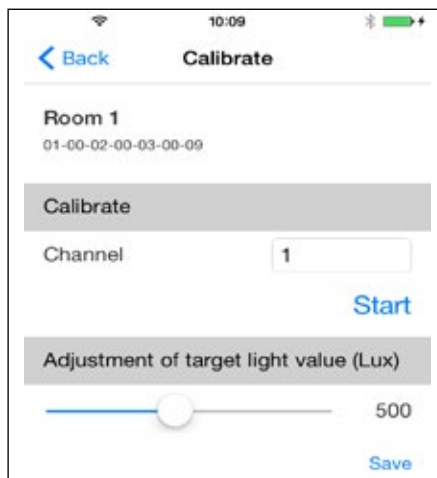 10:09
Back Calibrate
Room 1
01-00-02-00-03-00-09
Calibrate
Channel 1
Start
Adjustment of target light value (Lux)
500
Save